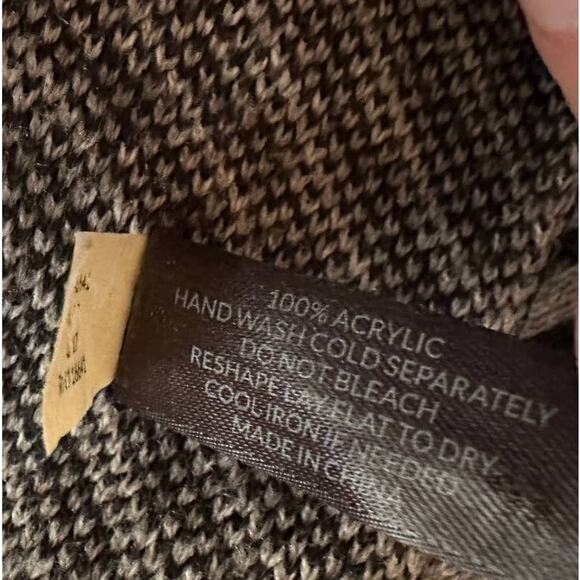 100% ACRYLIC
HAND WASH COLD SEPARATELY
DO NOT BLEACH
RESHAPE LAY FLAT TO DRY
COOL IRON IF NEEDED
MADE IN CHINA